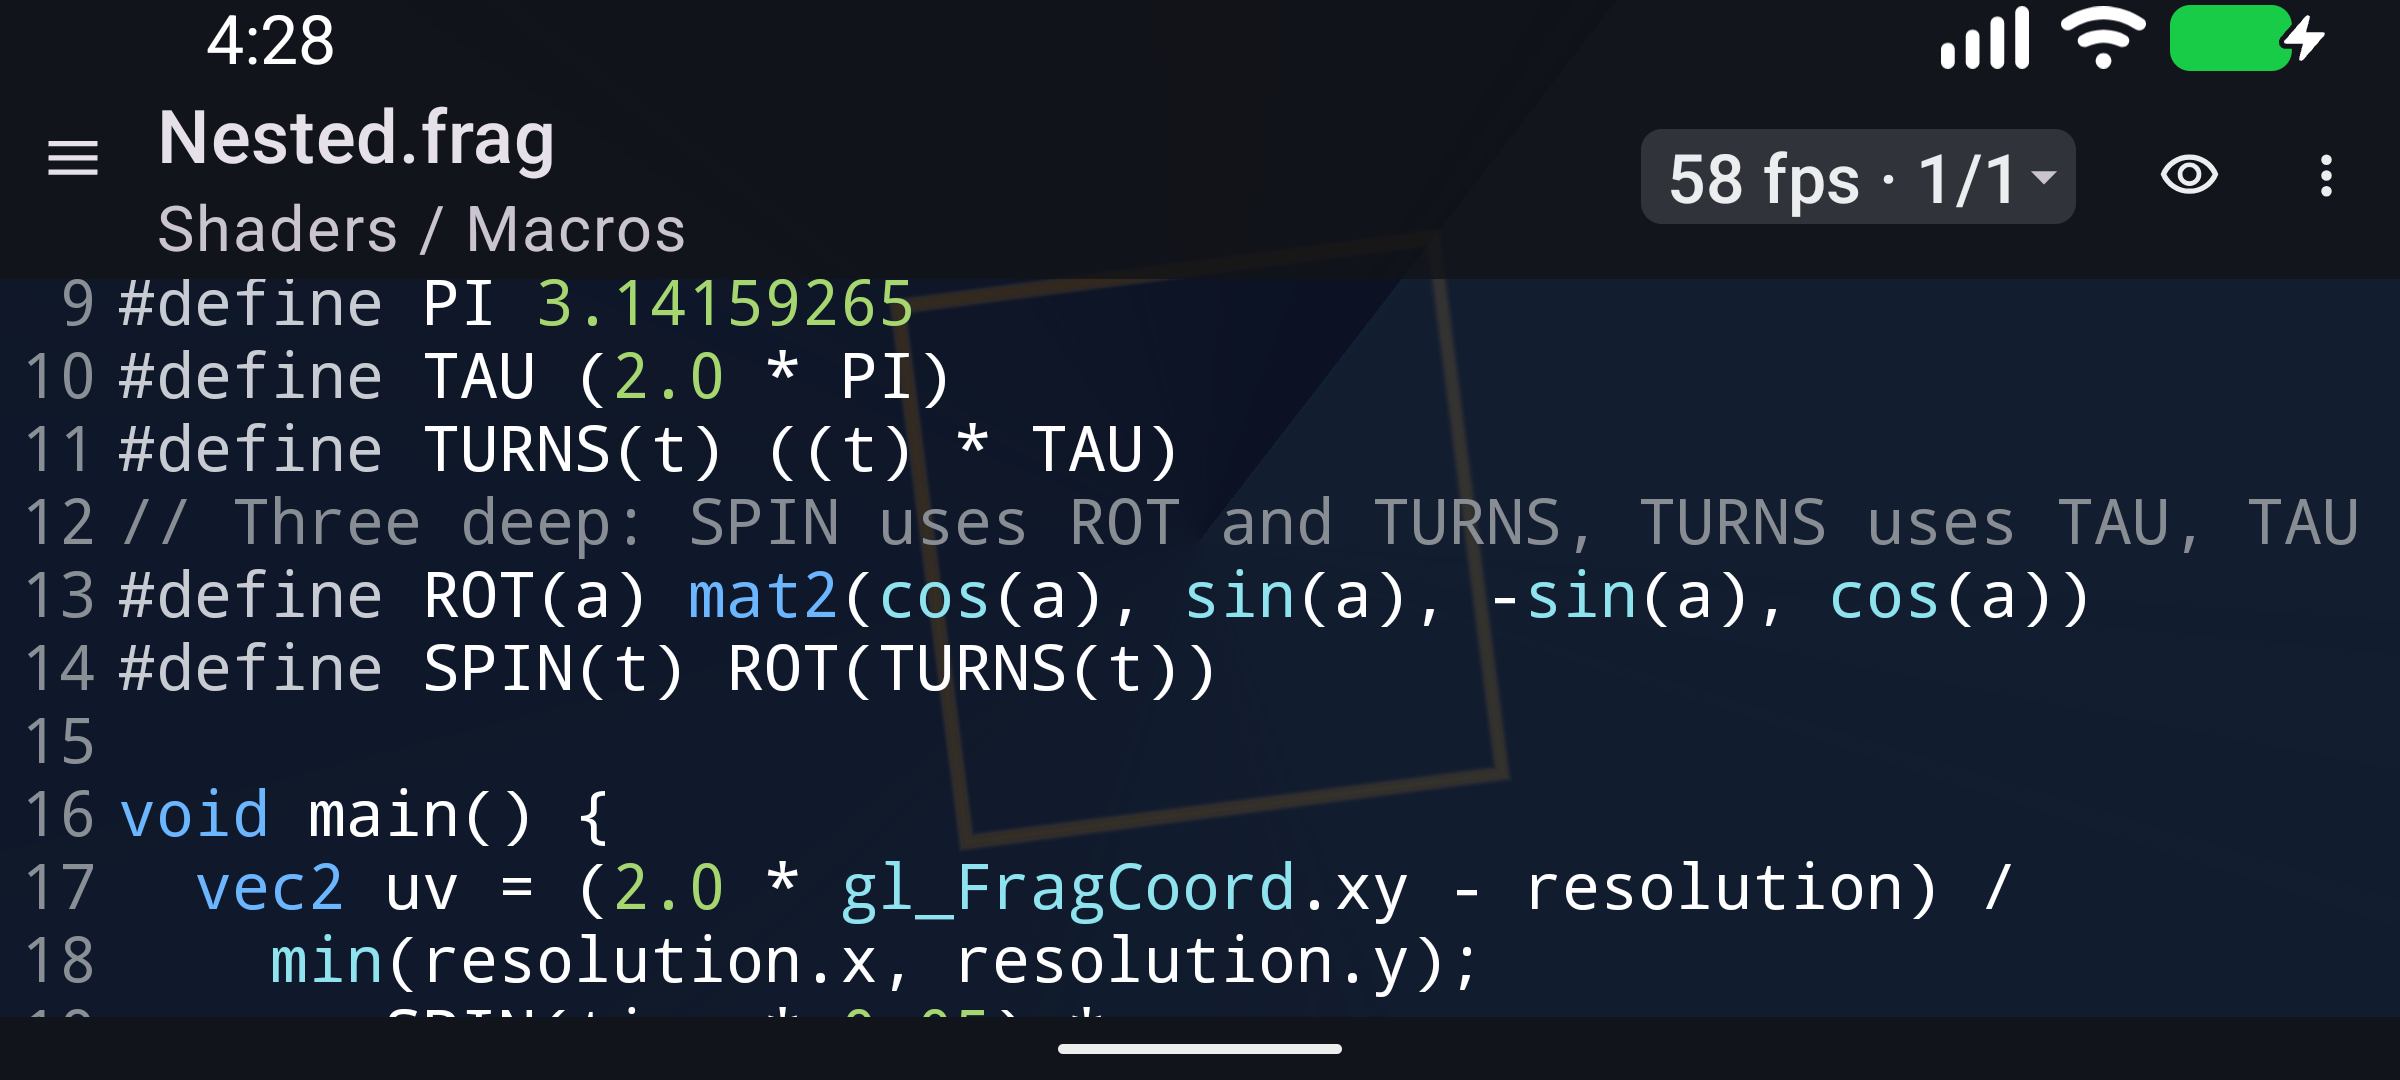 4:28
Nested.frag
Shaders / Macros
58 fps · 1/1
9 #define PI 3.14159265
10 #define TAU (2.0 * PI)
11 #define TURNS(t) ((t) * TAU)
12 // Three deep: SPIN uses ROT and TURNS, TURNS uses TAU, TAU
13 #define ROT(a) mat2(cos(a), sin(a), -sin(a), cos(a))
14 #define SPIN(t) ROT(TURNS(t))
15
16 void main() {
17   vec2 uv = (2.0 * gl_FragCoord.xy - resolution) /
18     min(resolution.x, resolution.y);